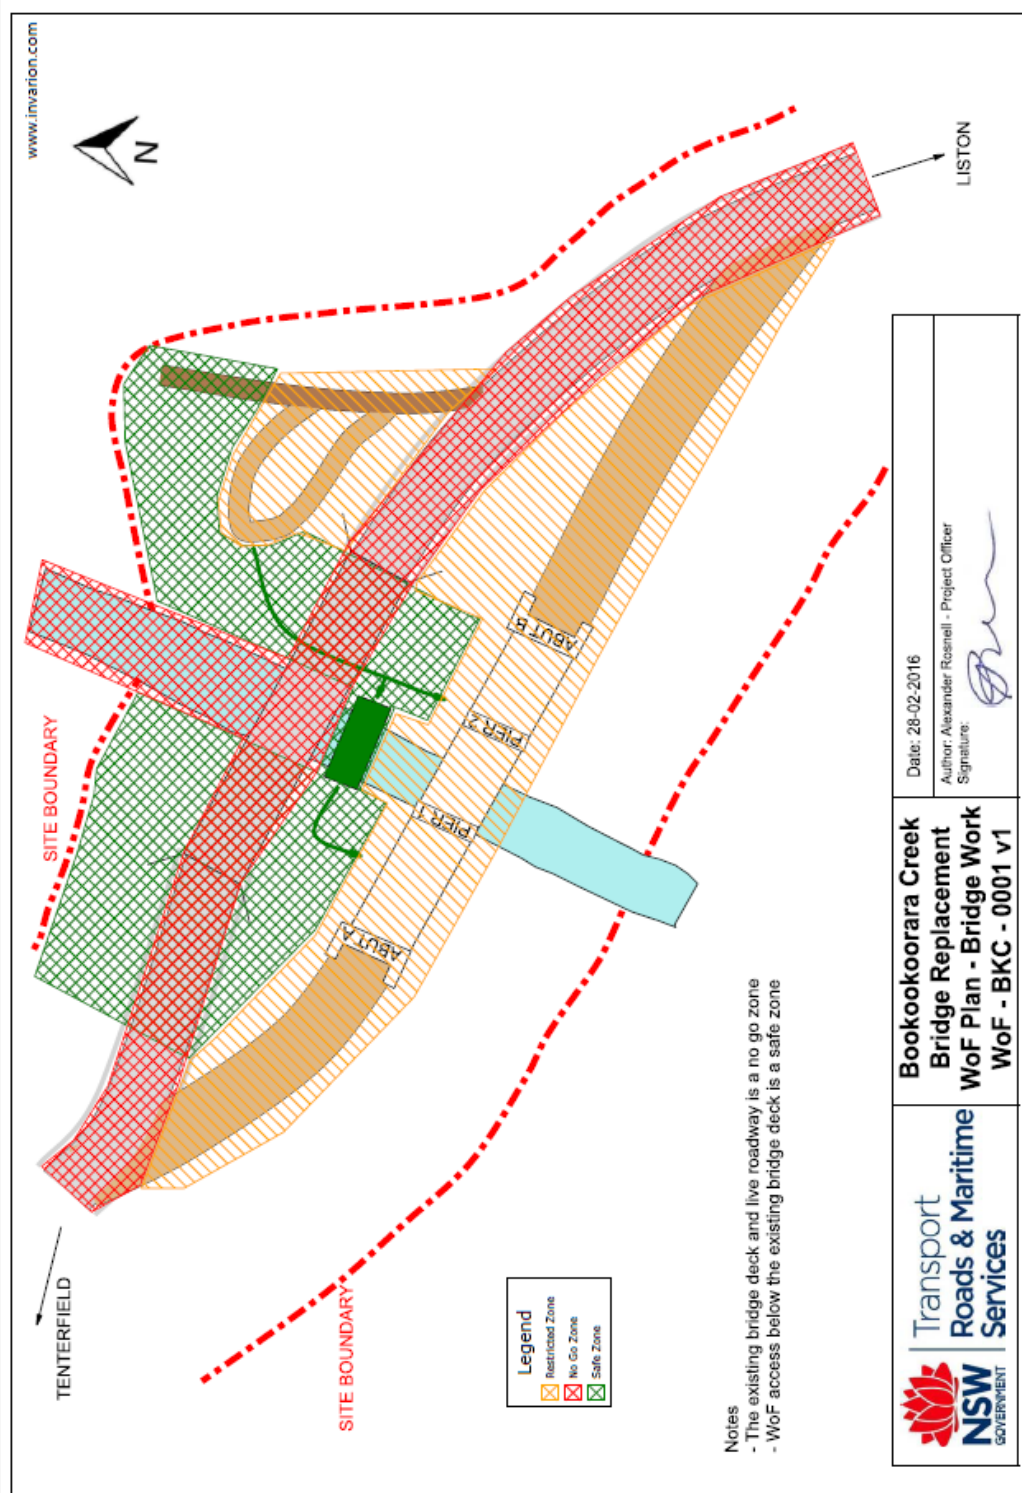 www.invarion.com
N
TENTERFIELD
LISTON
SITE BOUNDARY
SITE BOUNDARY
ABUT A
PIER 1
PIER 2
ABUT B
Legend
Restricted Zone
No Go Zone
Safe Zone
Notes
- The existing bridge deck and live roadway is a no go zone
- WoF access below the existing bridge deck is a safe zone
NSW
GOVERNMENT
Transport
Roads & Maritime
Services
Bookookoorara Creek
Bridge Replacement
WoF Plan - Bridge Work
WoF - BKC - 0001 v1
Date: 28-02-2016
Author: Alexander Rosnell - Project Officer
Signature: